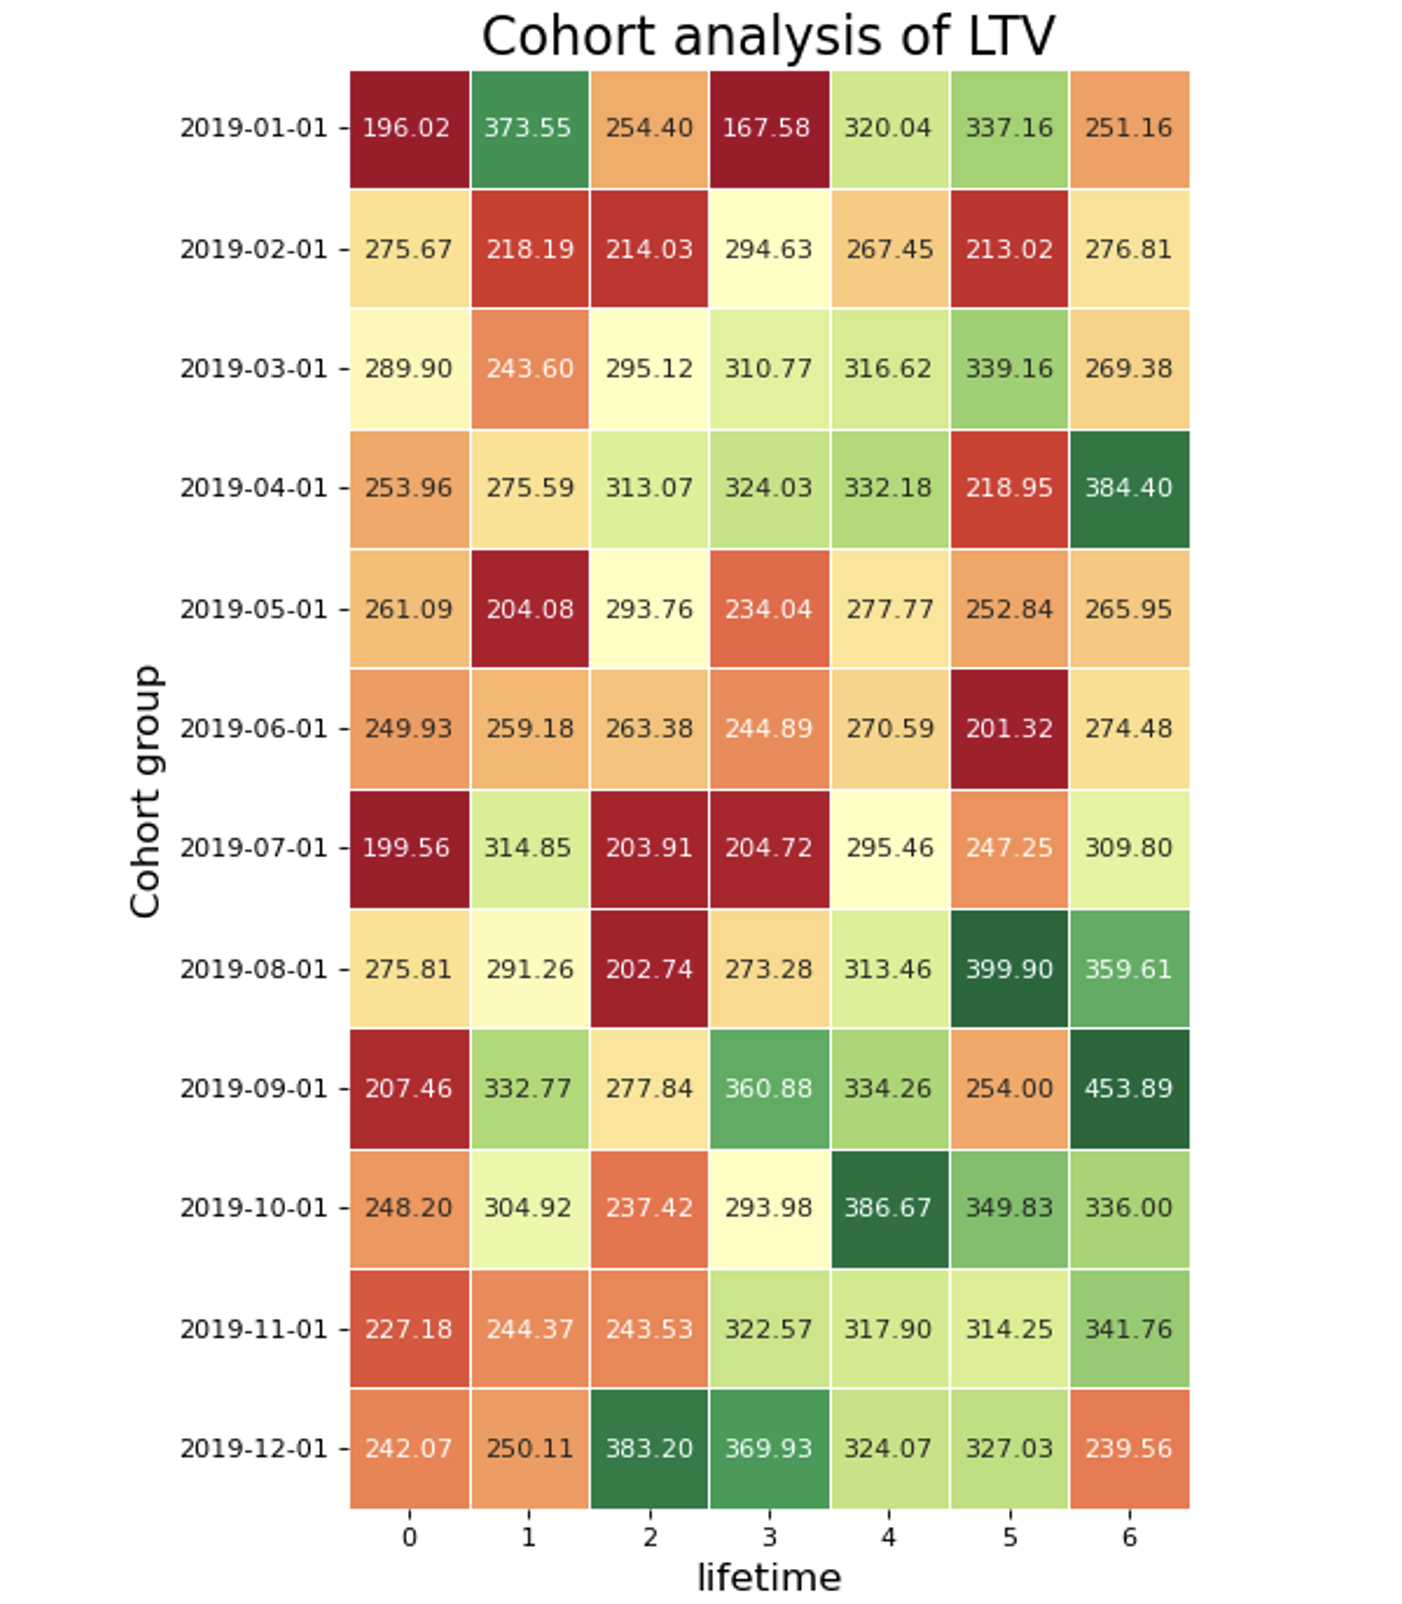 Cohort analysis of LTV
2019-01-01 196.02 373.55 254.40 167.58 320.04 337.16 251.16
2019-02-01 275.67 218.19 214.03 294.63 267.45 213.02 276.81
2019-03-01 289.90 243.60 295.12 310.77 316.62 339.16 269.38
2019-04-01 253.96 275.59 313.07 324.03 332.18 218.95 384.40
2019-05-01 261.09 204.08 293.76 234.04 277.77 252.84 265.95
2019-06-01 249.93 259.18 263.38 244.89 270.59 201.32 274.48
Cohort group
2019-07-01 199.56 314.85 203.91 204.72 295.46 247.25 309.80
2019-08-01 275.81 291.26 202.74 273.28 313.46 399.90 359.61
2019-09-01 207.46 332.77 277.84 360.88 334.26 254.00 453.89
2019-10-01 248.20 304.92 237.42 293.98 386.67 349.83 336.00
2019-11-01 227.18 244.37 243.53 322.57 317.90 314.25 341.76
2019-12-01 242.07 250.11 383.20 369.93 324.07 327.03 239.56
0 1 2 3 4 5 6
lifetime